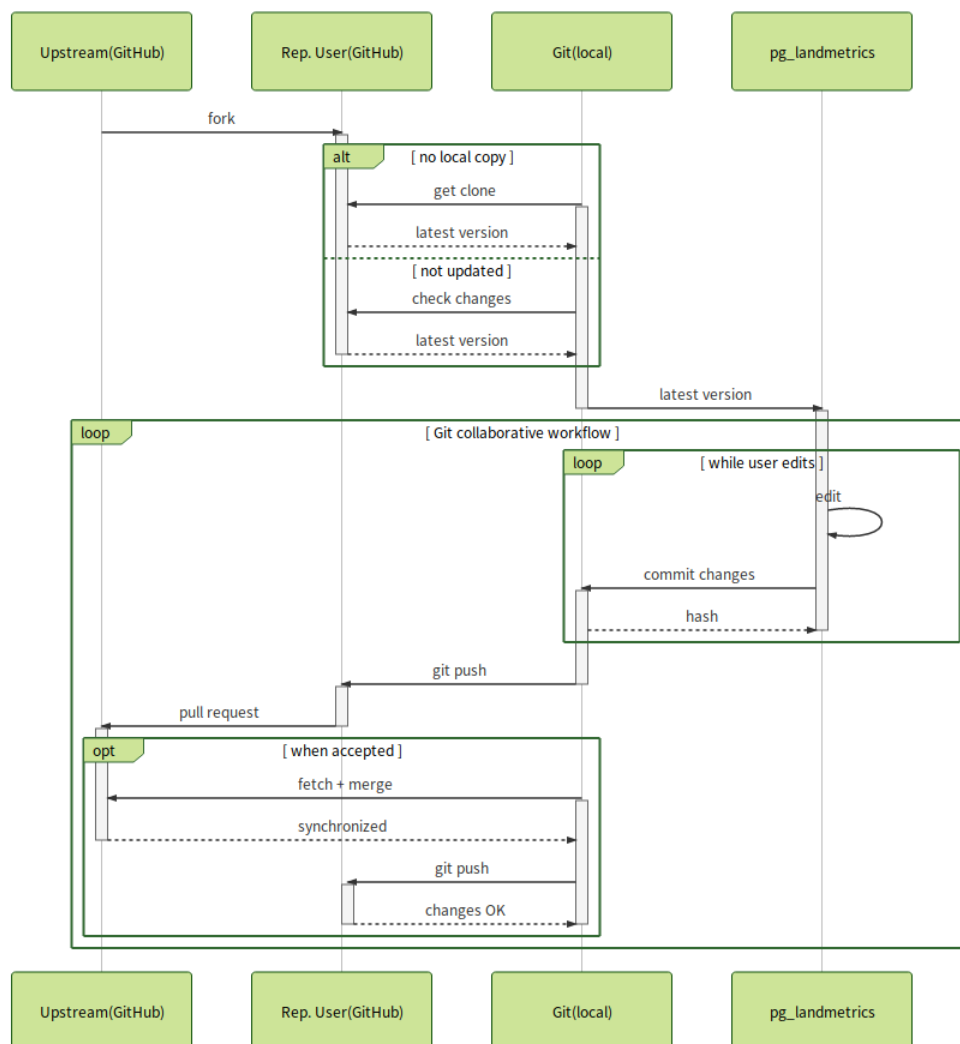 Upstream(GitHub)
Rep. User(GitHub)
Git(local)
pg_landmetrics
fork
alt
[ no local copy ]
get clone
latest version
[ not updated ]
check changes
latest version
latest version
loop
[ Git collaborative workflow ]
loop
[ while user edits ]
edit
commit changes
hash
git push
pull request
opt
[ when accepted ]
fetch + merge
synchronized
git push
changes OK
Upstream(GitHub)
Rep. User(GitHub)
Git(local)
pg_landmetrics